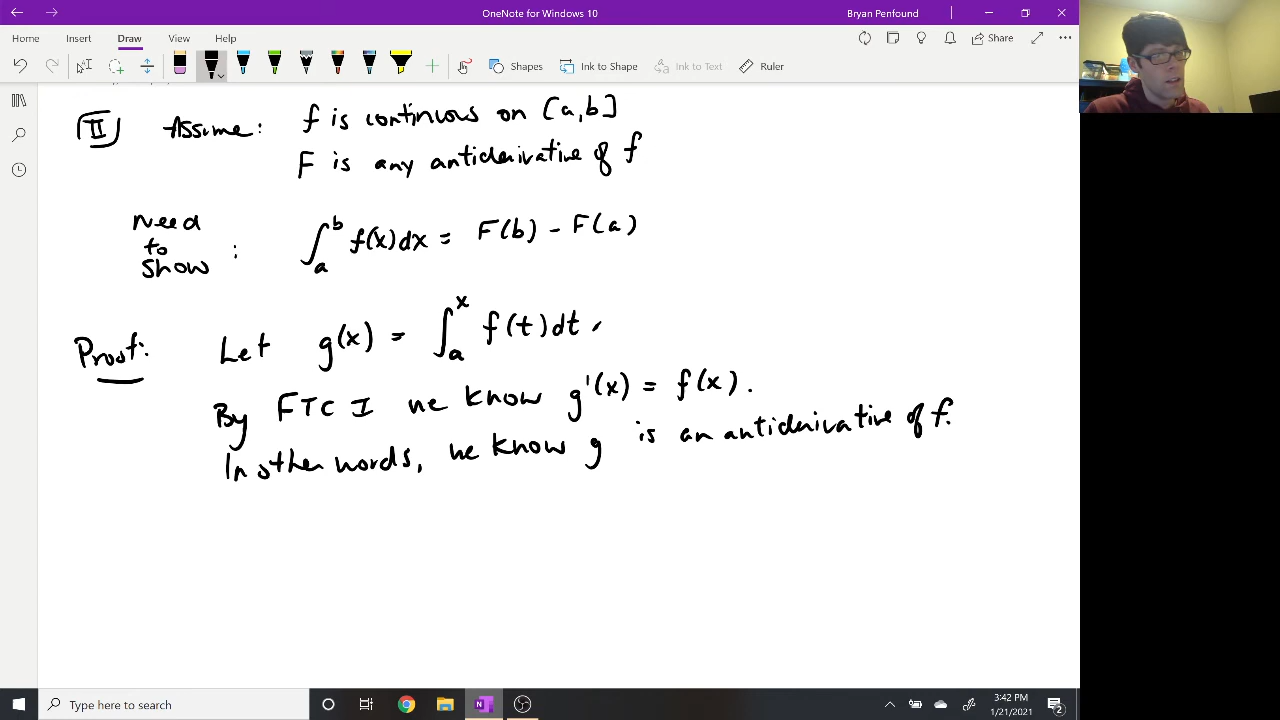 OneNote for Windows 10
Bryan Penfound
Home Insert Draw View Help
Share
Shapes Ink to Shape Ink to Text Ruler
II Assume: f is continuous on [a,b]
F is any antiderivative of f
Need to show : ∫_a^b f(x)dx = F(b) - F(a)
Proof: Let g(x) = ∫_a^x f(t)dt.
By FTC I we know g'(x) = f(x).
In other words, we know g is an antiderivative of f.
Type here to search
3:42 PM
1/21/2021
2